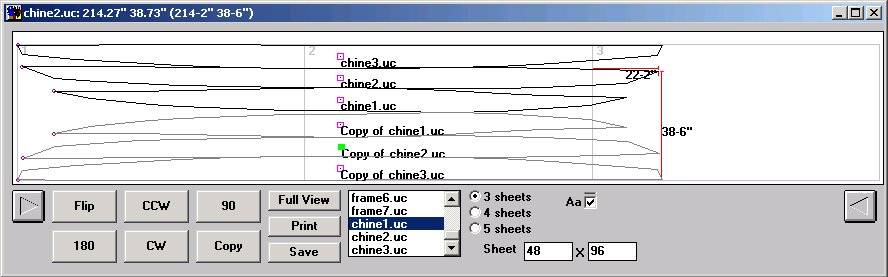 chine2.uc: 214.27" 38.73" (214-2" 38-6")
2
3
chine3.uc
22-2"
chine2.uc
chine1.uc
Copy of chine1.uc
38-6"
Copy of chine2.uc
Copy of chine3.uc
Flip
CCW
90
Full View
frame6.uc
3 sheets
Aa
frame7.uc
4 sheets
Print
chine1.uc
5 sheets
180
CW
Copy
Save
chine2.uc
chine3.uc
Sheet 48 x 96